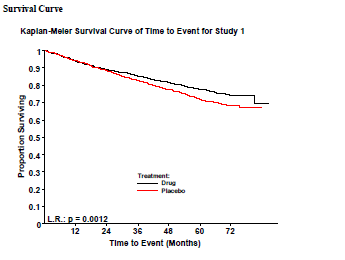 Survival Curve
Kaplan-Meier Survival Curve of Time to Event for Study 1
Proportion Surviving
1
0.9
0.8
0.7
0.6
0.5
0.4
0.3
0.2
0.1
0
Treatment:
Drug
Placebo
L.R.: p = 0.0012
12 24 36 48 60 72
Time to Event (Months)